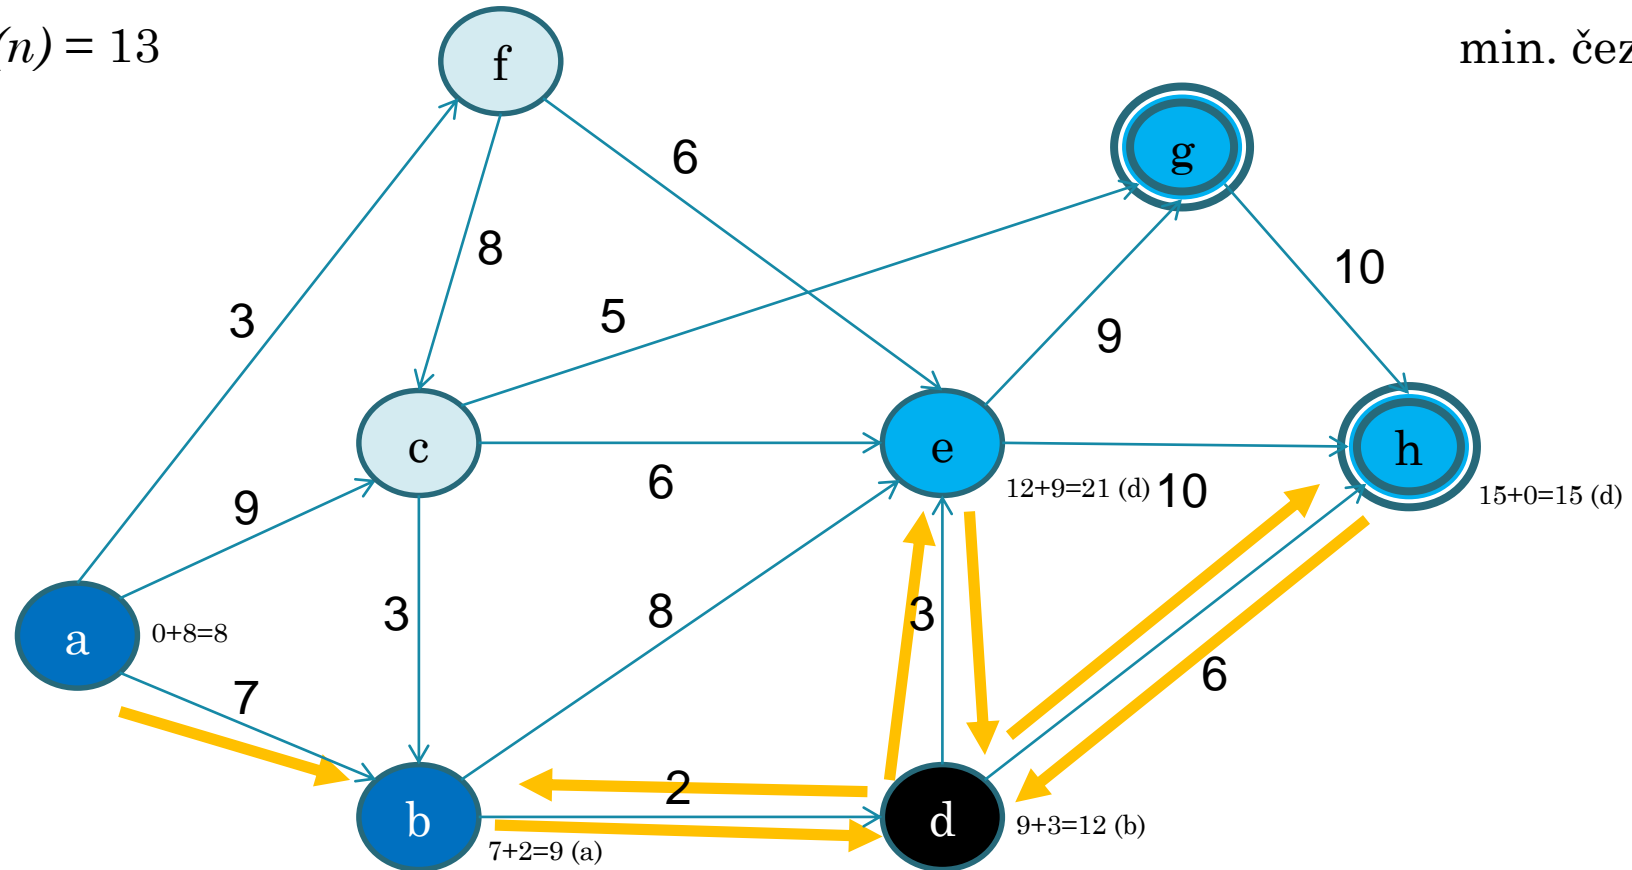 (n) = 13
min. čez
f
g
6
8
10
3
5
9
c
e
h
6
12+9=21 (d)
10
15+0=15 (d)
9
3
8
3
a
0+8=8
6
7
2
b
d
7+2=9 (a)
9+3=12 (b)